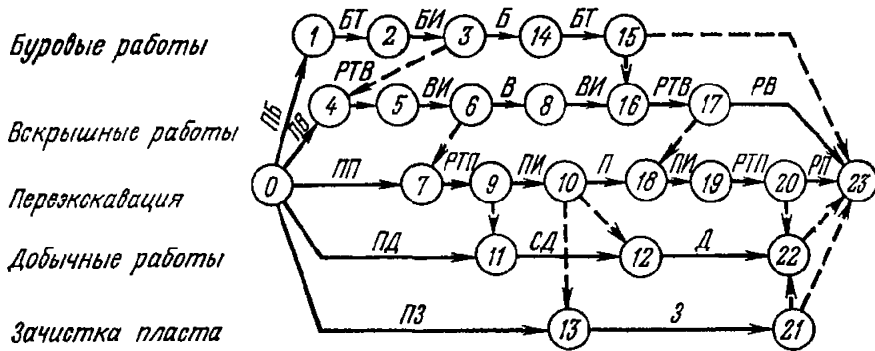 БТ БИ Б БТ
Буровые работы 1 2 3 14 15
РТВ ВИ В ВИ РТВ РВ
4 5 6 8 16 17
ПБ ПВ
Вскрышные работы
ПП РТП ПИ П ПИ РТП РП
0 7 9 10 18 19 20 23
Переэкскавация
ПД СД Д
Добычные работы 11 12 22
ПЗ З
Зачистка пласта 13 21